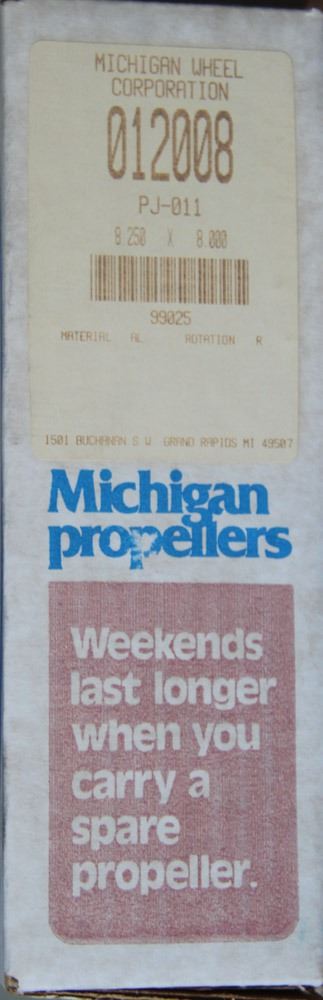 MICHIGAN WHEEL
CORPORATION
012008
PJ-011
8.250 X 8.000
99025
MATERIAL AL ROTATION R
1501 BUCHANAN S W GRAND RAPIDS MI 49507
Michigan
propellers
Weekends
last longer
when you
carry a
spare
propeller.